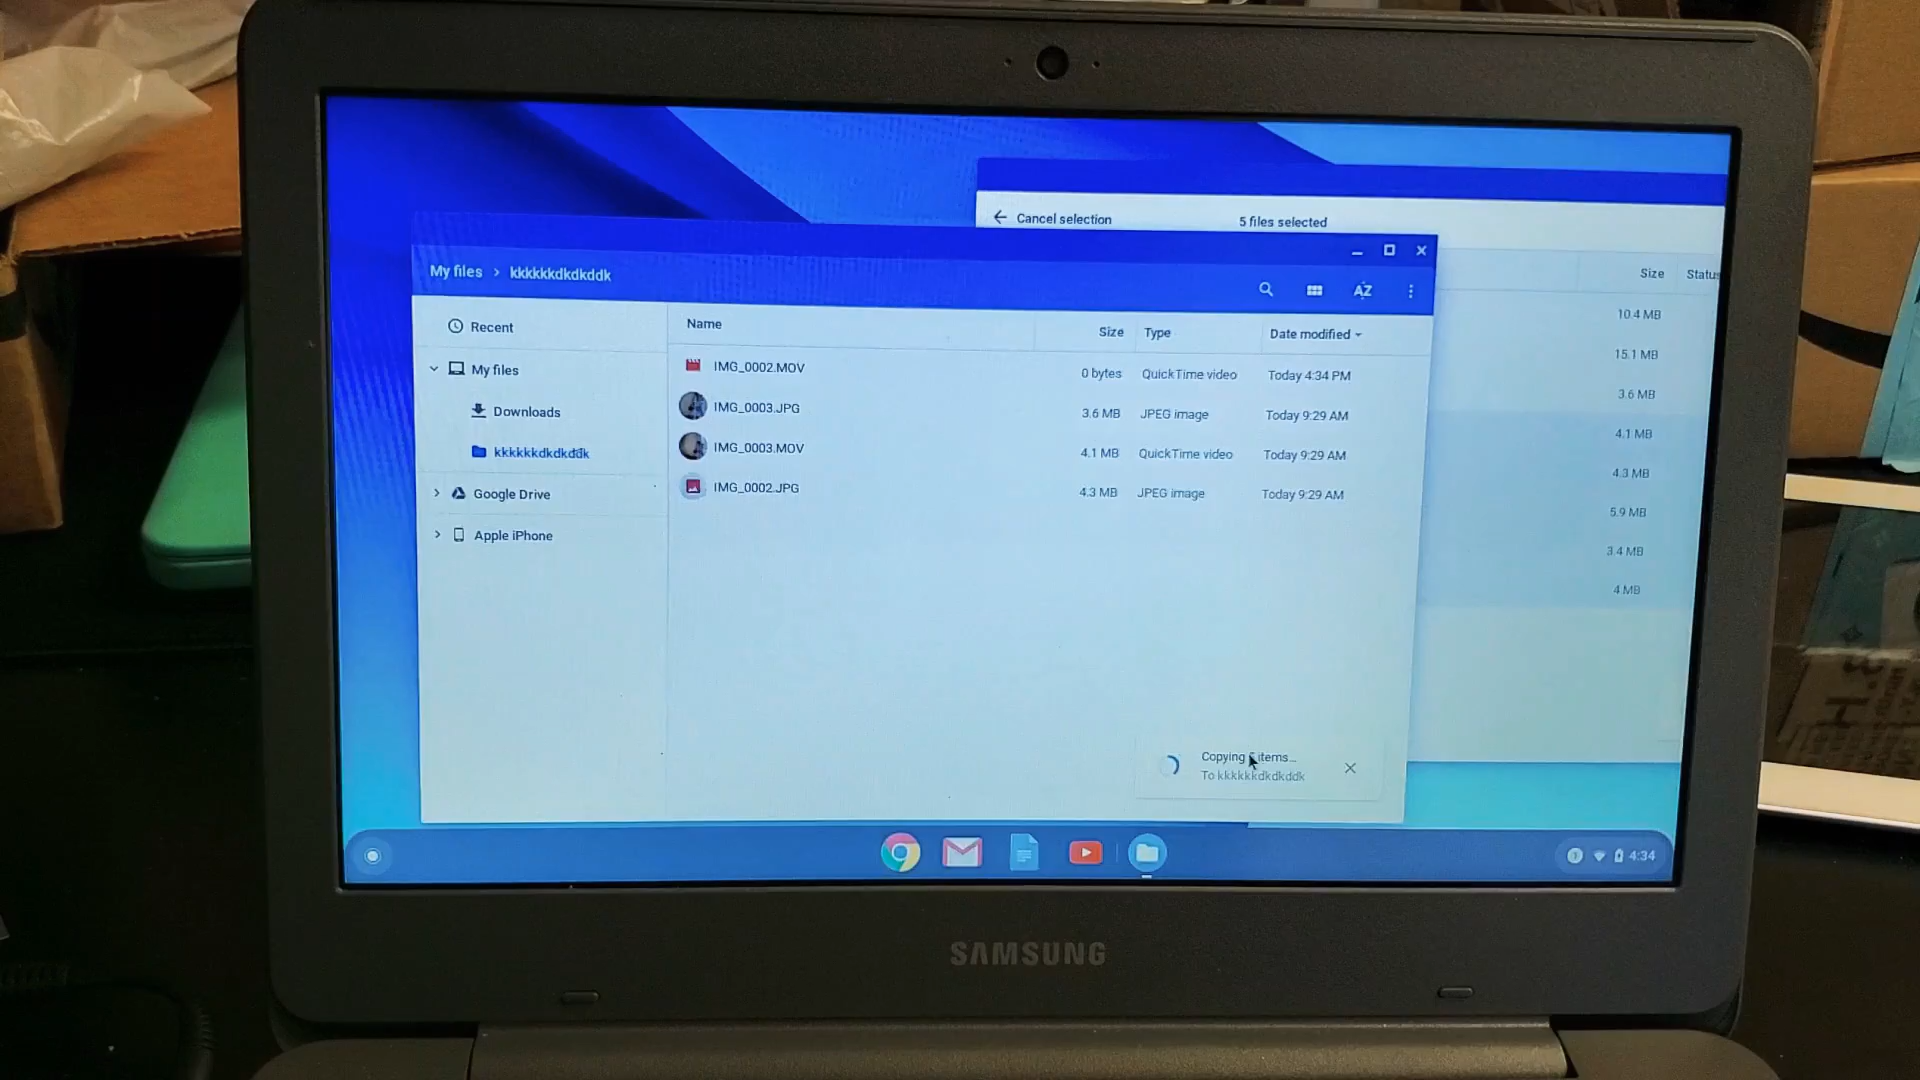 Cancel selection 5 files selected
Size Status
10.4 MB
15.1 MB
3.6 MB
4.1 MB
4.3 MB
5.9 MB
3.4 MB
4 MB
My files > kkkkkkdkdkddk
AZ
Recent
My files
Downloads
kkkkkkdkdkddk
Google Drive
Apple iPhone
Name Size Type Date modified
IMG_0002.MOV 0 bytes QuickTime video Today 4:34 PM
IMG_0003.JPG 3.6 MB JPEG image Today 9:29 AM
IMG_0003.MOV 4.1 MB QuickTime video Today 9:29 AM
IMG_0002.JPG 4.3 MB JPEG image Today 9:29 AM
Copying 5 items...
To kkkkkkdkdkddk
1 4:34
SAMSUNG